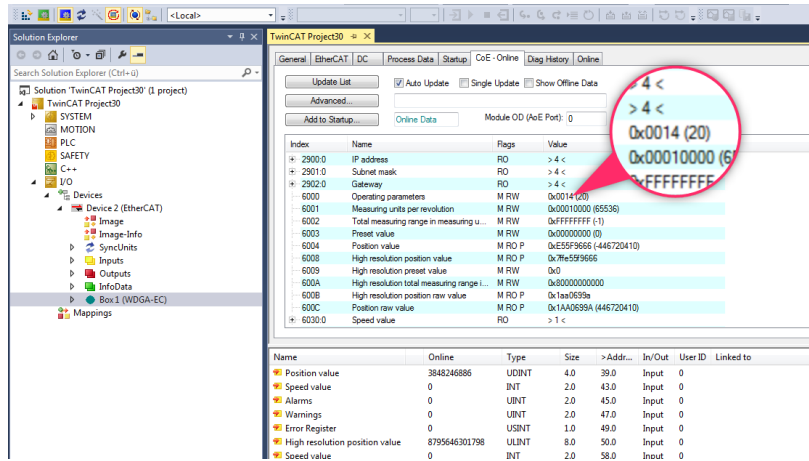 <Local>
Solution Explorer
Search Solution Explorer (Ctrl+ü)
Solution 'TwinCAT Project30' (1 project)
TwinCAT Project30
SYSTEM
MOTION
PLC
SAFETY
C++
I/O
Devices
Device 2 (EtherCAT)
Image
Image-Info
SyncUnits
Inputs
Outputs
InfoData
Box 1 (WDGA-EC)
Mappings
TwinCAT Project30
General EtherCAT DC Process Data Startup CoE - Online Diag History Online
Update List Auto Update Single Update Show Offline Data
Advanced...
Add to Startup... Online Data Module OD (AoE Port): 0
Index Name Flags Value
2900:0 IP address RO > 4 <
2901:0 Subnet mask RO > 4 <
2902:0 Gateway RO > 4 <
6000 Operating parameters M RW 0x0014 (20)
6001 Measuring units per revolution M RW 0x00010000 (65536)
6002 Total measuring range in measuring u... M RW 0xFFFFFFFF (-1)
6003 Preset value M RW 0x00000000 (0)
6004 Position value M RO P 0xE55F9666 (-446720410)
6008 High resolution position value M RO P 0x7ffe55f9666
6009 High resolution preset value M RW 0x0
600A High resolution total measuring range i... M RW 0x80000000000
600B High resolution position raw value M RO P 0x1aa0699a
600C Position raw value M RO P 0x1AA0699A (446720410)
6030:0 Speed value RO > 1 <
> 4 <
> 4 <
0x0014 (20)
0x00010000 (6
0xFFFFFFFF
Name Online Type Size >Addr... In/Out User ID Linked to
Position value 3848246886 UDINT 4.0 39.0 Input 0
Speed value 0 INT 2.0 43.0 Input 0
Alarms 0 UINT 2.0 45.0 Input 0
Warnings 0 UINT 2.0 47.0 Input 0
Error Register 0 USINT 1.0 49.0 Input 0
High resolution position value 8795646301798 ULINT 8.0 50.0 Input 0
Speed value 0 INT 2.0 58.0 Input 0